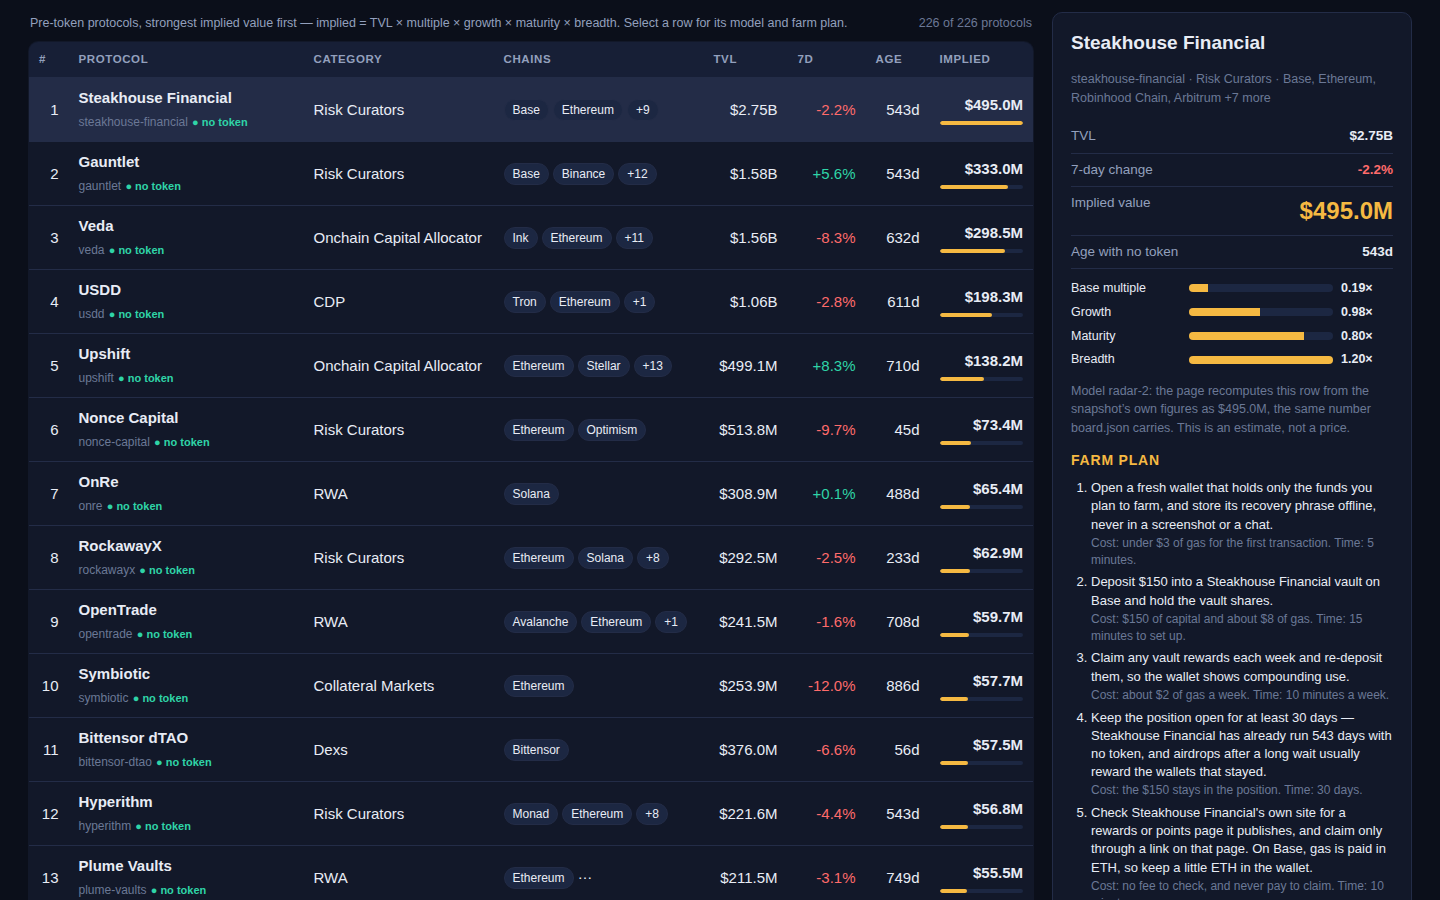 Pre-token protocols, strongest implied value first — implied = TVL × multiple × growth × maturity × breadth. Select a row for its model and farm plan.
226 of 226 protocols
# PROTOCOL CATEGORY CHAINS TVL 7D AGE IMPLIED
1 Steakhouse Financial Risk Curators Base Ethereum +9 $2.75B -2.2% 543d $495.0M
steakhouse-financial ● no token
2 Gauntlet Risk Curators Base Binance +12 $1.58B +5.6% 543d $333.0M
gauntlet ● no token
3 Veda Onchain Capital Allocator Ink Ethereum +11 $1.56B -8.3% 632d $298.5M
veda ● no token
4 USDD CDP Tron Ethereum +1 $1.06B -2.8% 611d $198.3M
usdd ● no token
5 Upshift Onchain Capital Allocator Ethereum Stellar +13 $499.1M +8.3% 710d $138.2M
upshift ● no token
6 Nonce Capital Risk Curators Ethereum Optimism $513.8M -9.7% 45d $73.4M
nonce-capital ● no token
7 OnRe RWA Solana $308.9M +0.1% 488d $65.4M
onre ● no token
8 RockawayX Risk Curators Ethereum Solana +8 $292.5M -2.5% 233d $62.9M
rockawayx ● no token
9 OpenTrade RWA Avalanche Ethereum +1 $241.5M -1.6% 708d $59.7M
opentrade ● no token
10 Symbiotic Collateral Markets Ethereum $253.9M -12.0% 886d $57.7M
symbiotic ● no token
11 Bittensor dTAO Dexs Bittensor $376.0M -6.6% 56d $57.5M
bittensor-dtao ● no token
12 Hyperithm Risk Curators Monad Ethereum +8 $221.6M -4.4% 543d $56.8M
hyperithm ● no token
13 Plume Vaults RWA Ethereum ... $211.5M -3.1% 749d $55.5M
plume-vaults ● no token
Steakhouse Financial
steakhouse-financial · Risk Curators · Base, Ethereum,
Robinhood Chain, Arbitrum +7 more
TVL $2.75B
7-day change -2.2%
Implied value $495.0M
Age with no token 543d
Base multiple 0.19×
Growth 0.98×
Maturity 0.80×
Breadth 1.20×
Model radar-2: the page recomputes this row from the
snapshot's own figures as $495.0M, the same number
board.json carries. This is an estimate, not a price.
FARM PLAN
1. Open a fresh wallet that holds only the funds you
plan to farm, and store its recovery phrase offline,
never in a screenshot or a chat.
Cost: under $3 of gas for the first transaction. Time: 5
minutes.
2. Deposit $150 into a Steakhouse Financial vault on
Base and hold the vault shares.
Cost: $150 of capital and about $8 of gas. Time: 15
minutes to set up.
3. Claim any vault rewards each week and re-deposit
them, so the wallet shows compounding use.
Cost: about $2 of gas a week. Time: 10 minutes a week.
4. Keep the position open for at least 30 days —
Steakhouse Financial has already run 543 days with
no token, and airdrops after a long wait usually
reward the wallets that stayed.
Cost: the $150 stays in the position. Time: 30 days.
5. Check Steakhouse Financial's own site for a
rewards or points page it publishes, and claim only
through a link on that page. On Base, gas is paid in
ETH, so keep a little ETH in the wallet.
Cost: no fee to check, and never pay to claim. Time: 10